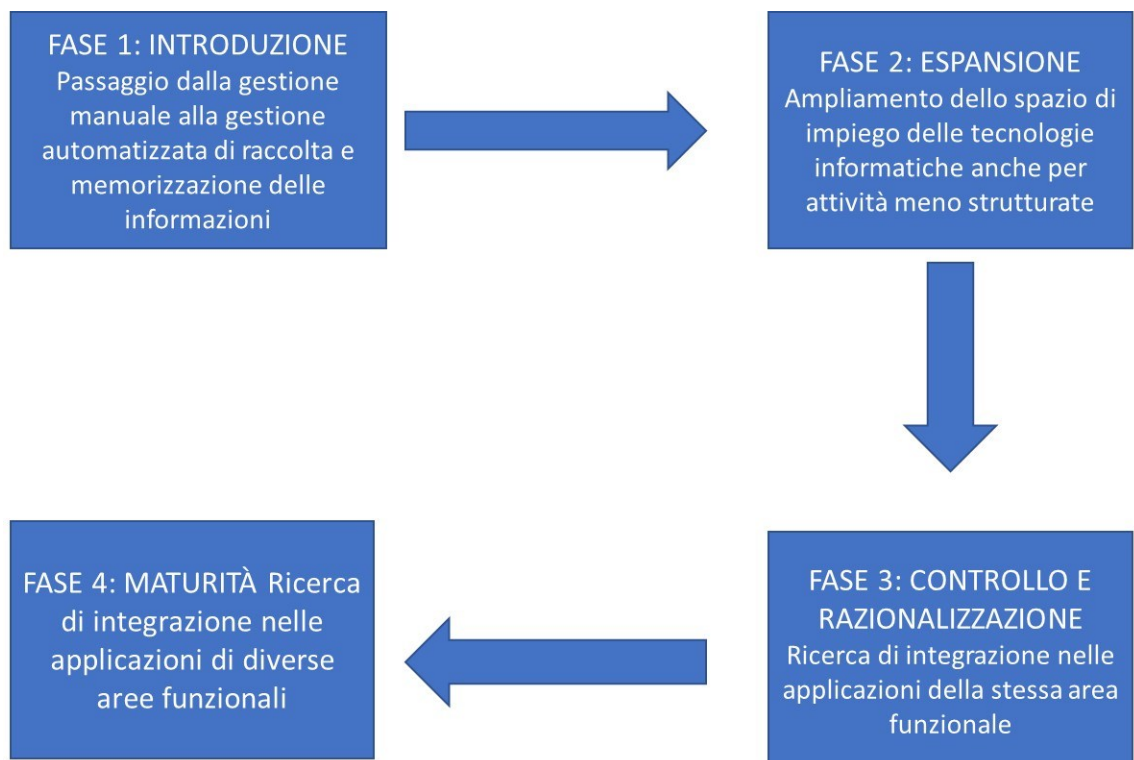 FASE 1: INTRODUZIONE
Passaggio dalla gestione
manuale alla gestione
automatizzata di raccolta e
memorizzazione delle
informazioni
FASE 2: ESPANSIONE
Ampliamento dello spazio di
impiego delle tecnologie
informatiche anche per
attività meno strutturate
FASE 3: CONTROLLO E
RAZIONALIZZAZIONE
Ricerca di integrazione nelle
applicazioni della stessa area
funzionale
FASE 4: MATURITÀ Ricerca
di integrazione nelle
applicazioni di diverse
aree funzionali